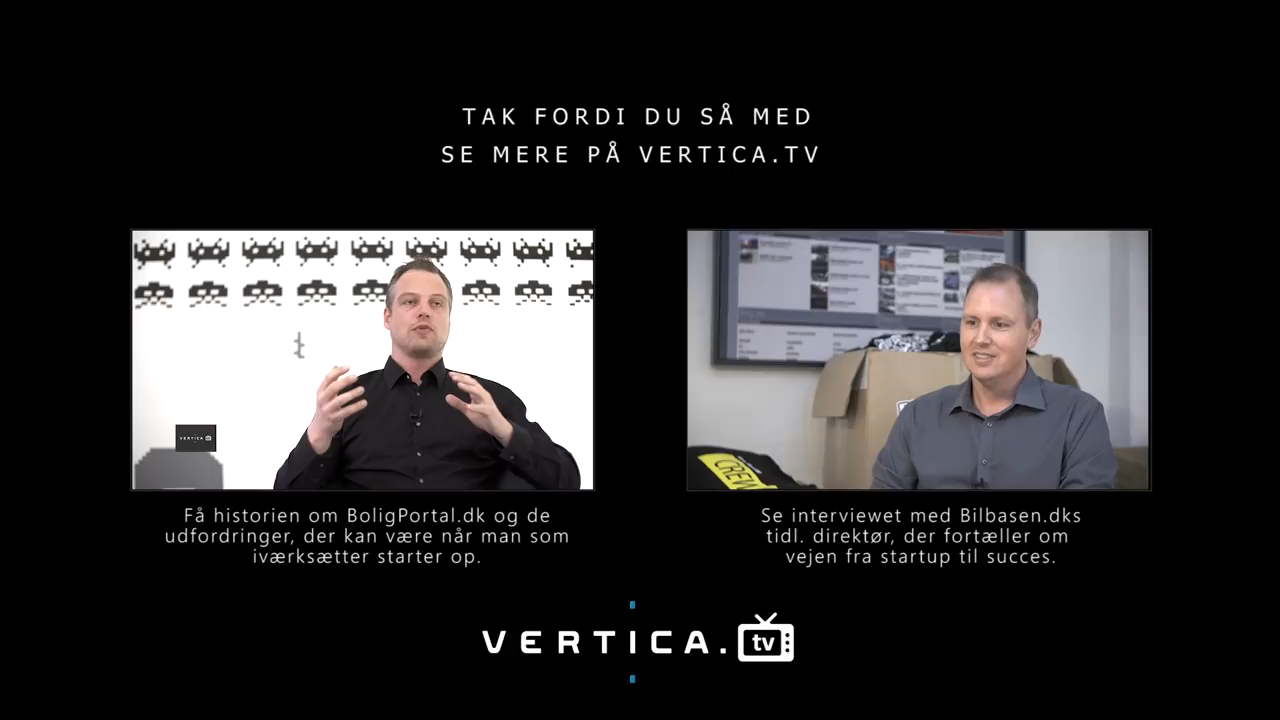 TAK FORDI DU SÅ MED
SE MERE PÅ VERTICA.TV
VERTICA
CREW
Få historien om BoligPortal.dk og de
udfordringer, der kan være når man som
iværksætter starter op.
Se interviewet med Bilbasen.dks
tidl. direktør, der fortæller om
vejen fra startup til succes.
VERTICA.tv